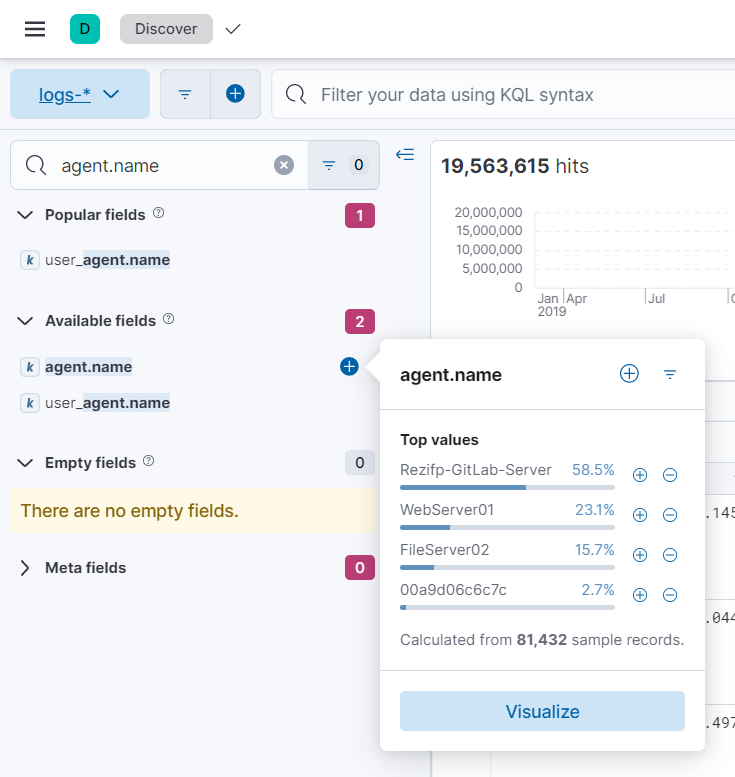 D Discover
logs-* Filter your data using KQL syntax
agent.name 0
Popular fields 1
k user_agent.name
Available fields 2
k agent.name
k user_agent.name
Empty fields 0
There are no empty fields.
Meta fields 0
19,563,615 hits
20,000,000
15,000,000
10,000,000
5,000,000
0
Jan Apr Jul
2019
agent.name
Top values
Rezifp-GitLab-Server 58.5%
WebServer01 23.1%
FileServer02 15.7%
00a9d06c6c7c 2.7%
Calculated from 81,432 sample records.
Visualize
.145
.044
.497